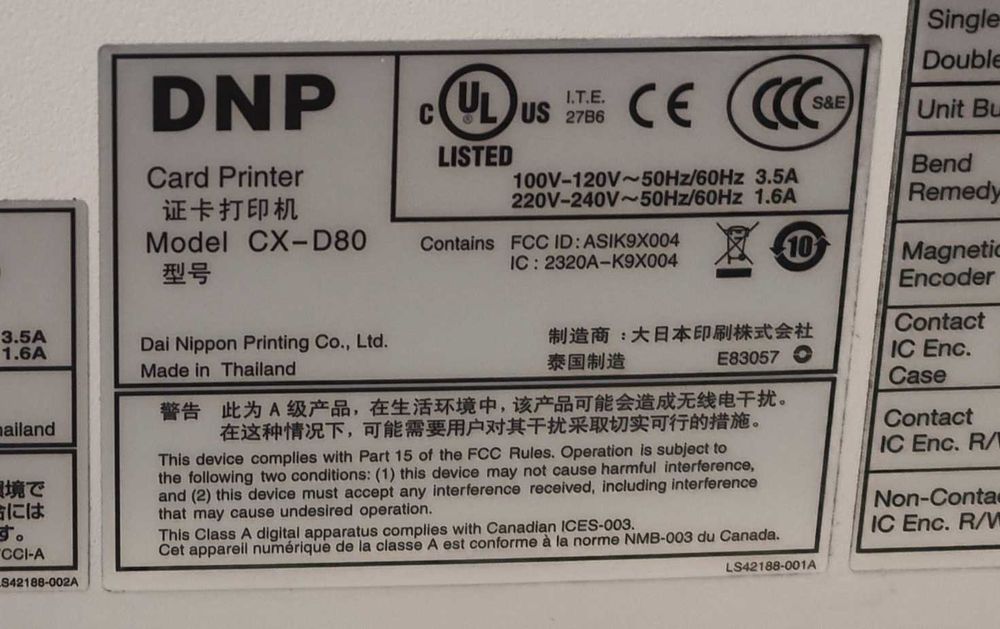 DNP
Card Printer
证卡打印机
Model CX-D80
型号
C UL ® US LISTED
I.T.E.
27B6
CE
CCC S&E
100V-120V~50Hz/60Hz 3.5A
220V-240V~50Hz/60Hz 1.6A
Contains FCC ID:ASIK9X004
IC : 2320A-K9X004
10
Dai Nippon Printing Co., Ltd.
Made in Thailand
制造商 : 大日本印刷株式会社
泰国制造 E83057
警告 此为 A 级产品，在生活环境中，该产品可能会造成无线电干扰。
在这种情况下，可能需要用户对其干扰采取切实可行的措施。
This device complies with Part 15 of the FCC Rules. Operation is subject to
the following two conditions: (1) this device may not cause harmful interference,
and (2) this device must accept any interference received, including interference
that may cause undesired operation.
This Class A digital apparatus complies with Canadian ICES-003.
Cet appareil numérique de la classe A est conforme à la norme NMB-003 du Canada.
LS42188-001A
3.5A
1.6A
ailand
環境で
合には
す。
CCI-A
S42188-002A
Single
Double
Unit Bu
Bend
Remedy
Magnetic
Encoder
Contact
IC Enc.
Case
Contact
IC Enc. R/W
Non-Conta
IC Enc. R/W